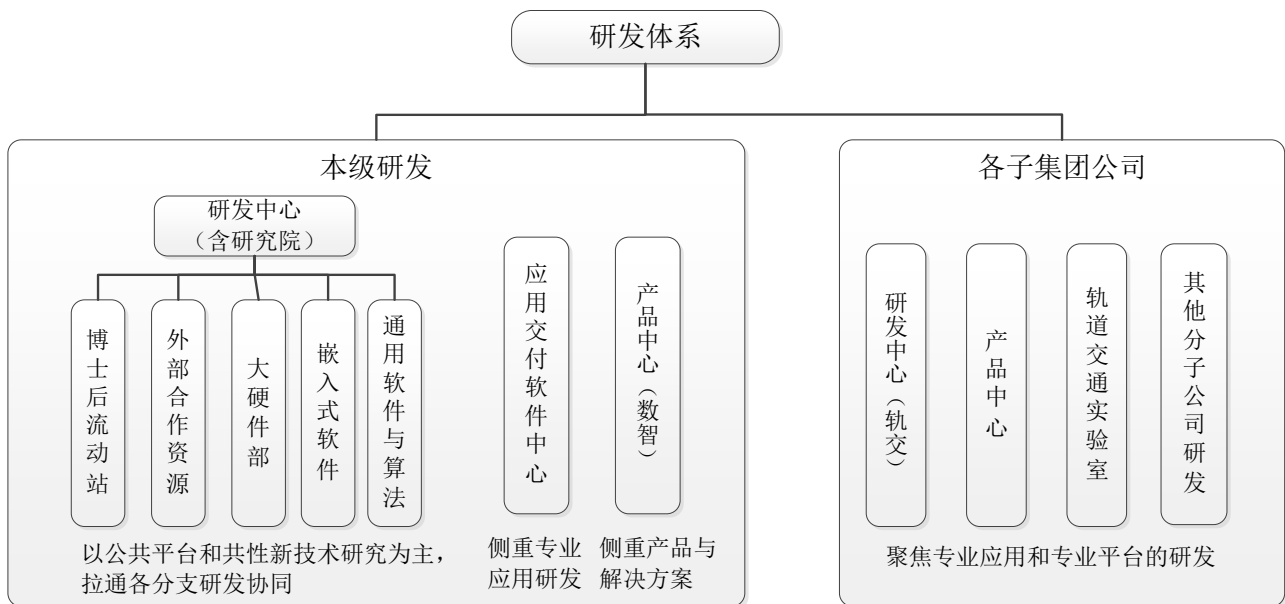 研发体系
本级研发
研发中心
（含研究院）
博士后流动站
外部合作资源
大硬件部
嵌入式软件
通用软件与算法
以公共平台和共性新技术研究为主，
拉通各分支研发协同
应用交付软件中心
侧重专业
应用研发
产品中心（数智）
侧重产品与
解决方案
各子集团公司
研发中心（轨交）
产品中心
轨道交通实验室
其他分子公司研发
聚焦专业应用和专业平台的研发